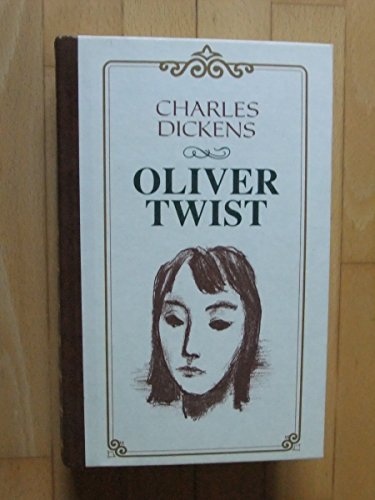 CHARLES
DICKENS
OLIVER
TWIST